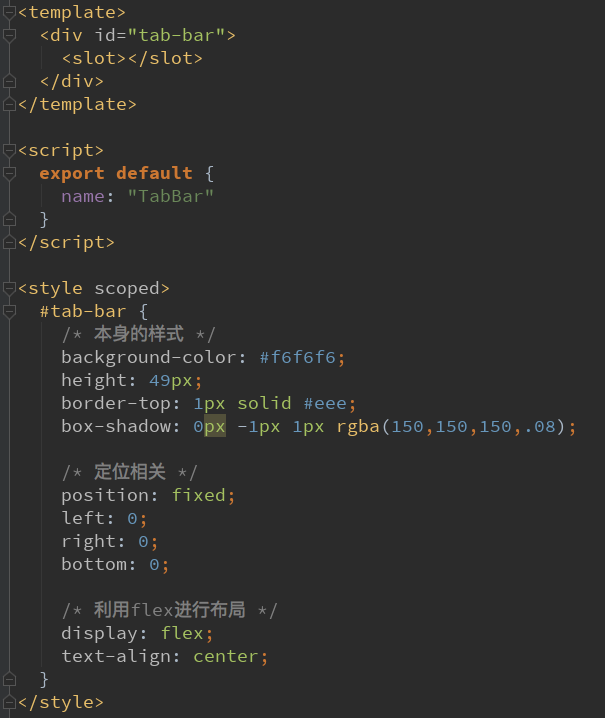 <template>
<div id="tab-bar">
<slot></slot>
</div>
</template>
<script>
export default {
name: "TabBar"
}
</script>
<style scoped>
#tab-bar {
/* 本身的样式 */
background-color: #f6f6f6;
height: 49px;
border-top: 1px solid #eee;
box-shadow: 0px -1px 1px rgba(150,150,150,.08);
/* 定位相关 */
position: fixed;
left: 0;
right: 0;
bottom: 0;
/* 利用flex进行布局 */
display: flex;
text-align: center;
}
</style>